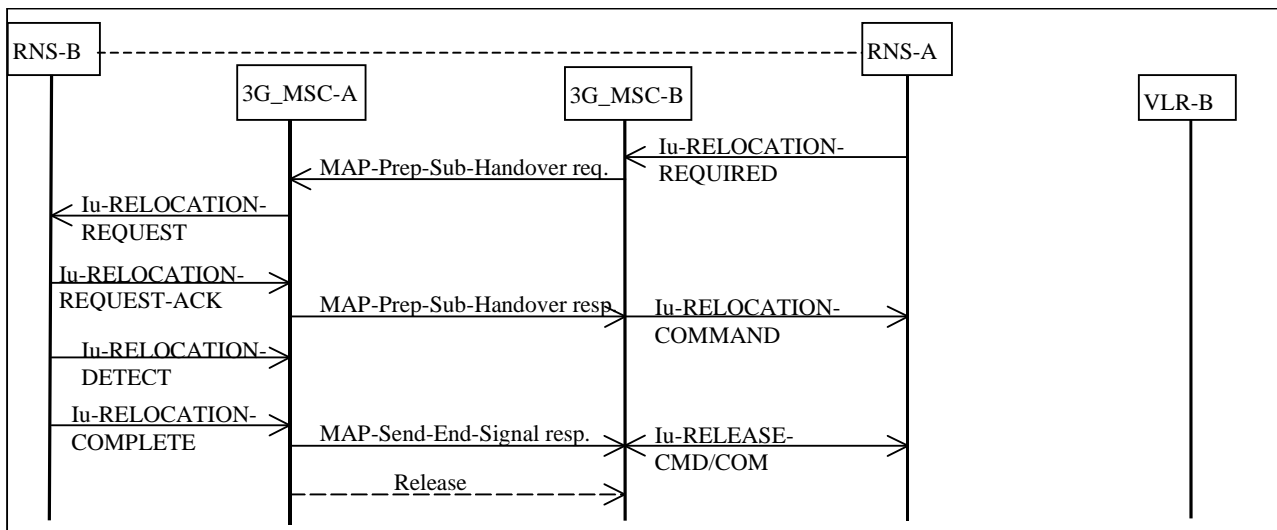 RNS-B
RNS-A
3G_MSC-A
3G_MSC-B
VLR-B
Iu-RELOCATION-
REQUIRED
MAP-Prep-Sub-Handover req.
Iu-RELOCATION-
REQUEST
Iu-RELOCATION-
REQUEST-ACK
MAP-Prep-Sub-Handover resp
Iu-RELOCATION-
COMMAND
Iu-RELOCATION-
DETECT
Iu-RELOCATION-
COMPLETE
MAP-Send-End-Signal resp.
Iu-RELEASE-
CMD/COM
Release